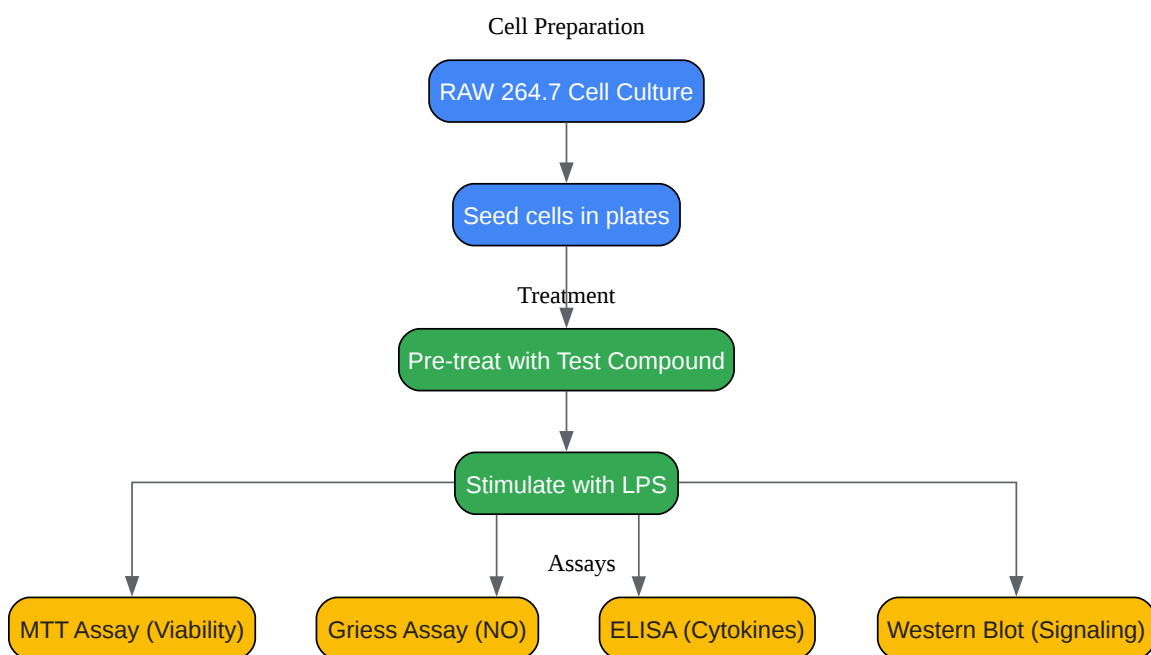 Cell Preparation
RAW 264.7 Cell Culture
Seed cells in plates
Treatment
Pre-treat with Test Compound
Stimulate with LPS
Assays
MTT Assay (Viability)
Griess Assay (NO)
ELISA (Cytokines)
Western Blot (Signaling)